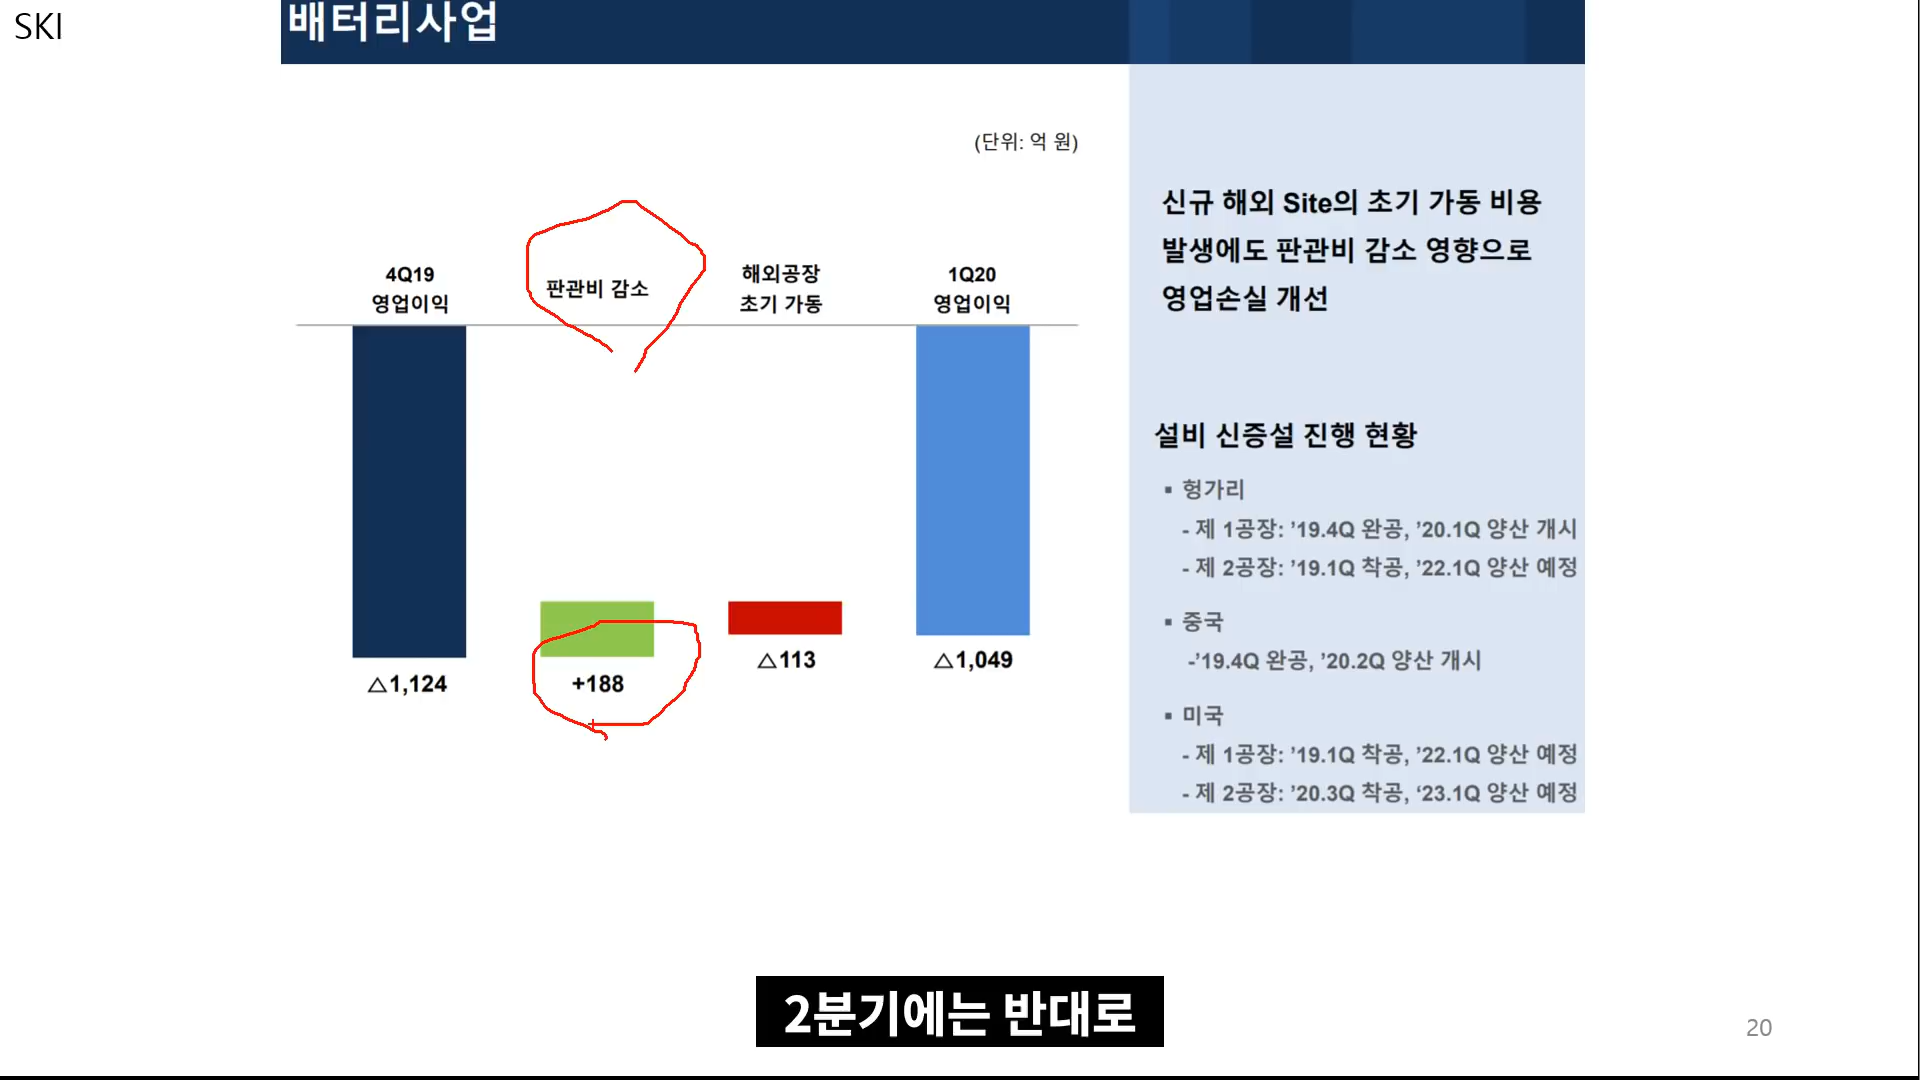 SKI
배터리사업
(단위: 억 원)
4Q19
영업이익
판관비 감소
해외공장
초기 가동
1Q20
영업이익
△1,124
+188
△113
△1,049
신규 해외 Site의 초기 가동 비용
발생에도 판관비 감소 영향으로
영업손실 개선
설비 신증설 진행 현황
▪ 헝가리
- 제 1공장: ’19.4Q 완공, ’20.1Q 양산 개시
- 제 2공장: ’19.1Q 착공, ’22.1Q 양산 예정
▪ 중국
-’19.4Q 완공, ’20.2Q 양산 개시
▪ 미국
- 제 1공장: ’19.1Q 착공, ’22.1Q 양산 예정
- 제 2공장: ’20.3Q 착공, ‘23.1Q 양산 예정
2분기에는 반대로
20